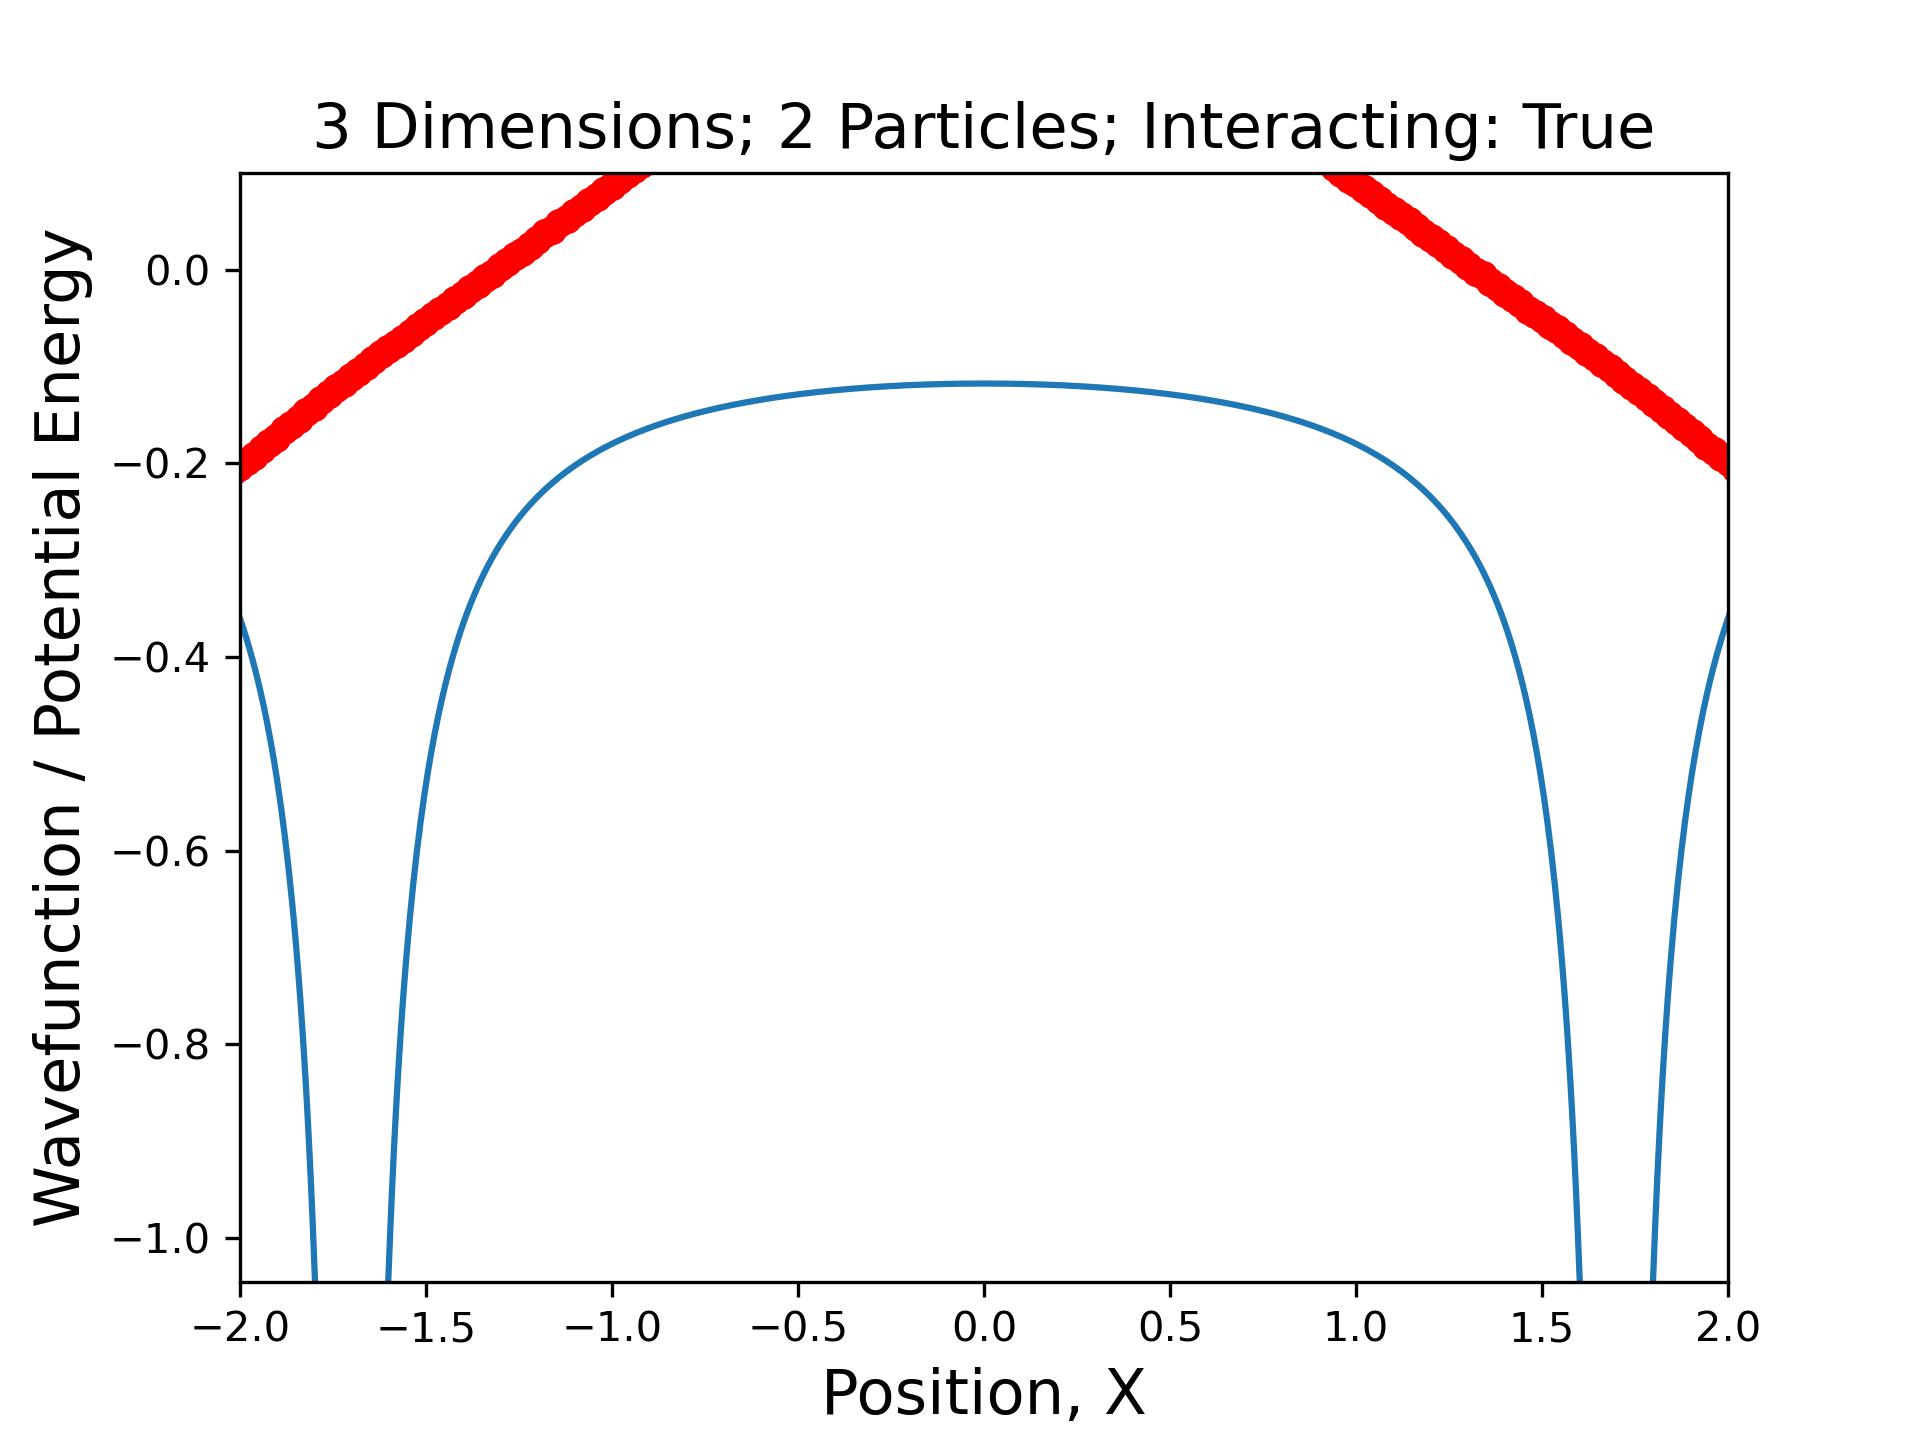 3 Dimensions; 2 Particles; Interacting: True
Wavefunction / Potential Energy
0.0
−0.2
−0.4
−0.6
−0.8
−1.0
−2.0 −1.5 −1.0 −0.5 0.0 0.5 1.0 1.5 2.0
Position, X